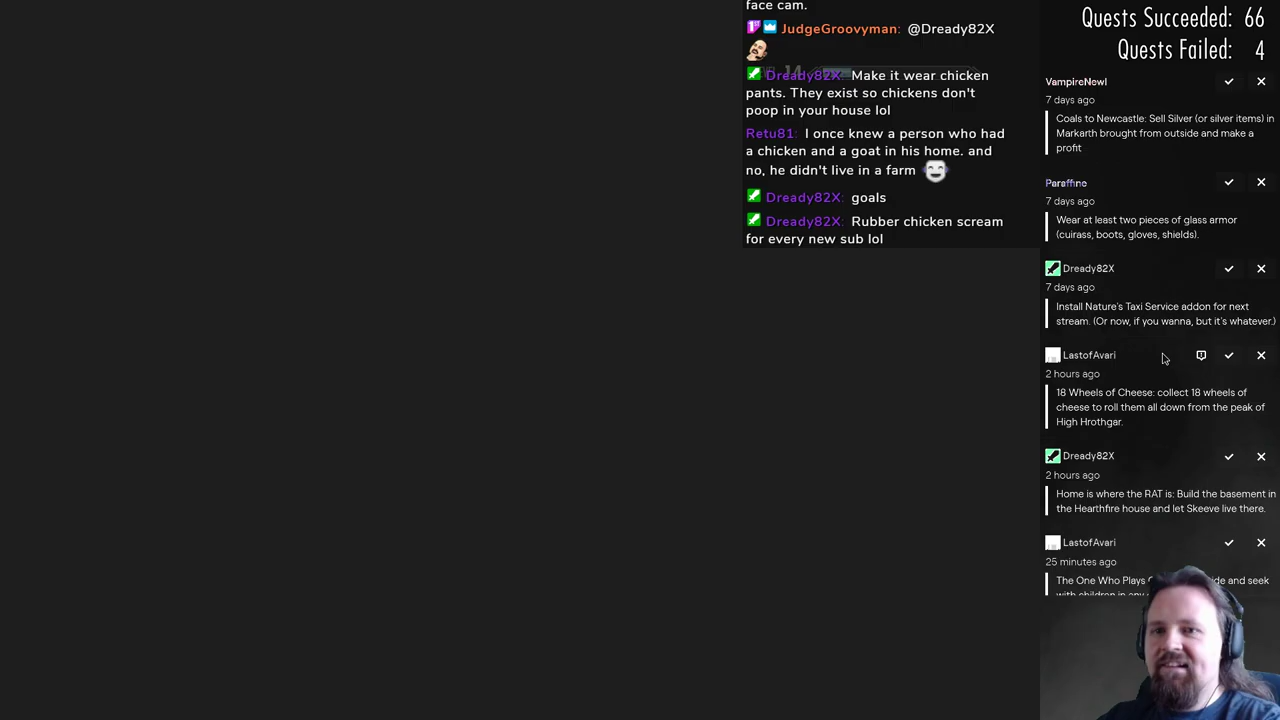 face cam.
JudgeGroovyman: @Dready82X
Dready82X: Make it wear chicken
pants. They exist so chickens don't
poop in your house lol
Retu81: I once knew a person who had
a chicken and a goat in his home. and
no, he didn't live in a farm
Dready82X: goals
Dready82X: Rubber chicken scream
for every new sub lol
Quests Succeeded: 66
Quests Failed: 4
VampireNewl
7 days ago
Coals to Newcastle: Sell Silver (or silver items) in
Markarth brought from outside and make a
profit
Paraffine
7 days ago
Wear at least two pieces of glass armor
(cuirass, boots, gloves, shields).
Dready82X
7 days ago
Install Nature's Taxi Service addon for next
stream. (Or now, if you wanna, but it's whatever.)
LastofAvari
2 hours ago
18 Wheels of Cheese: collect 18 wheels of
cheese to roll them all down from the peak of
High Hrothgar.
Dready82X
2 hours ago
Home is where the RAT is: Build the basement in
the Hearthfire house and let Skeeve live there.
LastofAvari
25 minutes ago
The One Who Plays and seek
with children in any